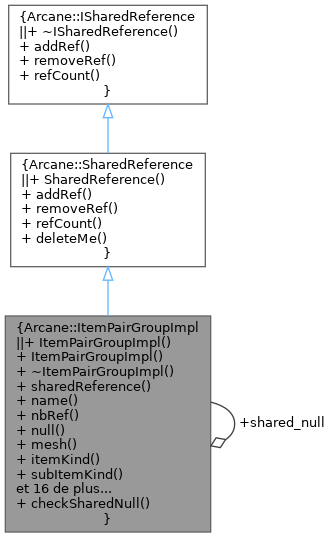 {Arcane::ISharedReference
||+ ~ISharedReference()
+ addRef()
+ removeRef()
+ refCount()
}
{Arcane::SharedReference
||+ SharedReference()
+ addRef()
+ removeRef()
+ refCount()
+ deleteMe()
}
{Arcane::ItemPairGroupImpl
||+ ItemPairGroupImpl()
+ ItemPairGroupImpl()
+ ~ItemPairGroupImpl()
+ sharedReference()
+ name()
+ nbRef()
+ null()
+ mesh()
+ itemKind()
+ subItemKind()
et 16 de plus...
+ checkSharedNull()
}
+shared_null